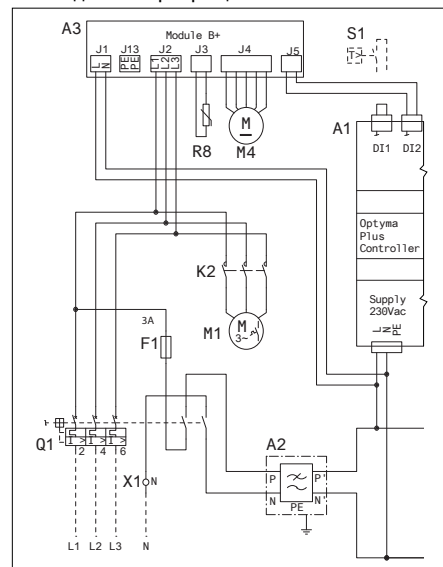 A3
Module B+
J1
J13
J2
J3
J4
J5
L
N
PE
PE
L1
L2
L3
S1
A1
DI1
DI2
R8
M
M4
Optyma
Plus
Controller
K2
Supply
230Vac
L
N
PE
3A
F1
M1
M
3~
Q1
I >
I >
I >
2
4
6
X1
N
A2
P
P'
N
N'
PE
L1
L2
L3
N